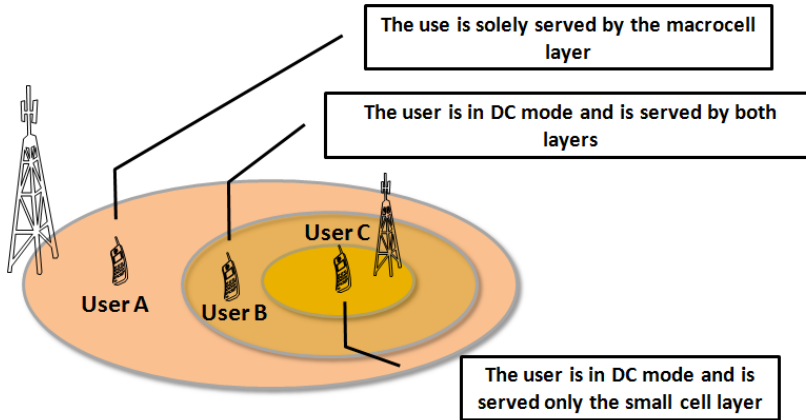 The use is solely served by the macrocell
layer
The user is in DC mode and is served by both
layers
User C
User A
User B
The user is in DC mode and is
served only the small cell layer